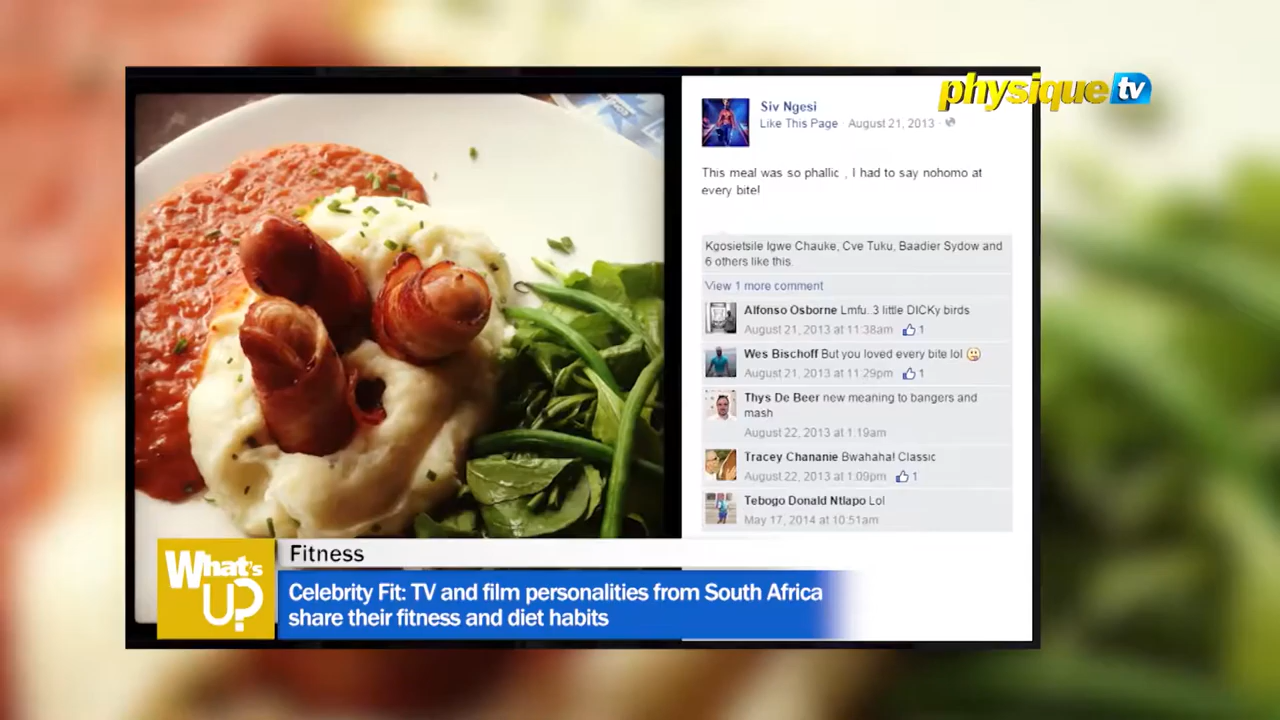 physique tv
Siv Ngesi
Like This Page · August 21, 2013 ·
This meal was so phallic , I had to say nohomo at
every bite!
Kgosietsile Igwe Chauke, Cve Tuku, Baadier Sydow and
6 others like this.
View 1 more comment
Alfonso Osborne Lmfu..3 little DICKy birds
August 21, 2013 at 11:38am 1
Wes Bischoff But you loved every bite lol
August 21, 2013 at 11:29pm 1
Thys De Beer new meaning to bangers and
mash
August 22, 2013 at 1:19am
Tracey Chananie Bwahaha! Classic
August 22, 2013 at 1:09pm 1
Tebogo Donald Ntlapo Lol
May 17, 2014 at 10:51am
What's UP?
Fitness
Celebrity Fit: TV and film personalities from South Africa
share their fitness and diet habits